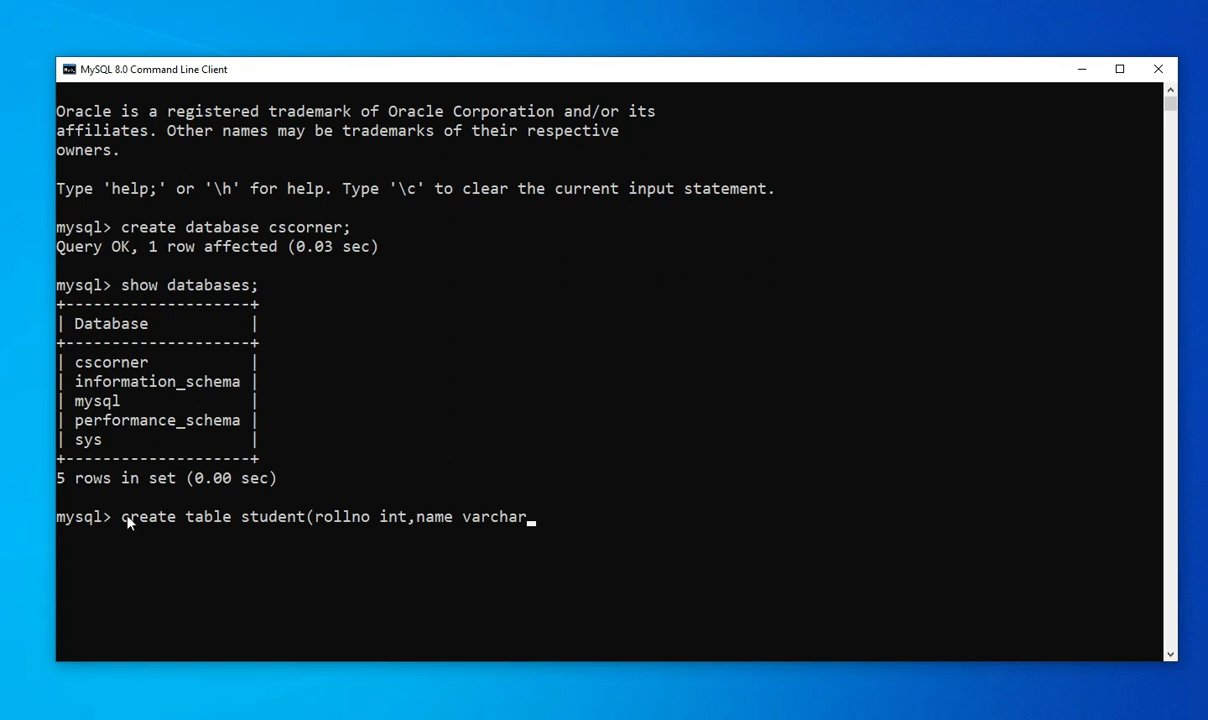 MySQL 8.0 Command Line Client
Oracle is a registered trademark of Oracle Corporation and/or its
affiliates. Other names may be trademarks of their respective
owners.
Type 'help;' or '\h' for help. Type '\c' to clear the current input statement.
mysql> create database cscorner;
Query OK, 1 row affected (0.03 sec)
mysql> show databases;
+--------------------+
| Database           |
+--------------------+
| cscorner           |
| information_schema |
| mysql              |
| performance_schema |
| sys                |
+--------------------+
5 rows in set (0.00 sec)
mysql> create table student(rollno int,name varchar_